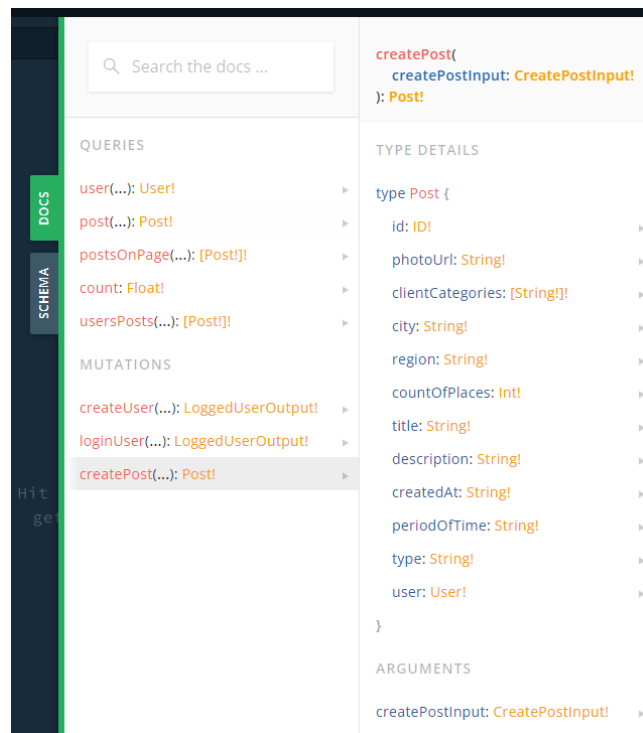 Search the docs ...
QUERIES
user(...): User!
post(...): Post!
postsOnPage(...): [Post!]!
count: Float!
usersPosts(...): [Post!]!
MUTATIONS
createUser(...): LoggedUserOutput!
loginUser(...): LoggedUserOutput!
createPost(...): Post!
createPost(
createPostInput: CreatePostInput!
): Post!
TYPE DETAILS
type Post {
id: ID!
photoUrl: String!
clientCategories: [String!]!
city: String!
region: String!
countOfPlaces: Int!
title: String!
description: String!
createdAt: String!
periodOfTime: String!
type: String!
user: User!
}
ARGUMENTS
createPostInput: CreatePostInput!
DOCS
SCHEMA
Hit
get